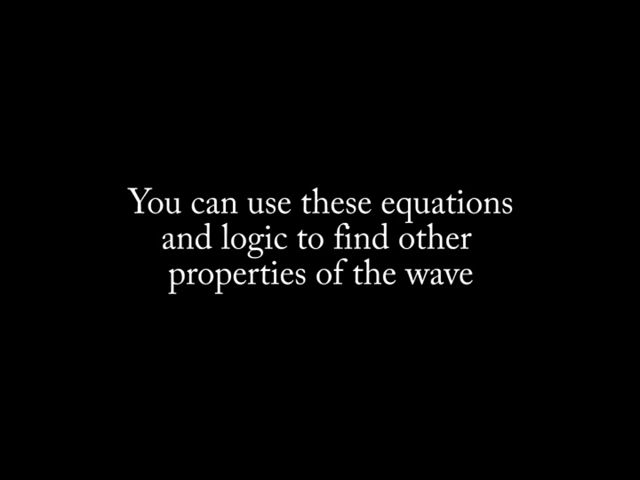 You can use these equations
and logic to find other
properties of the wave